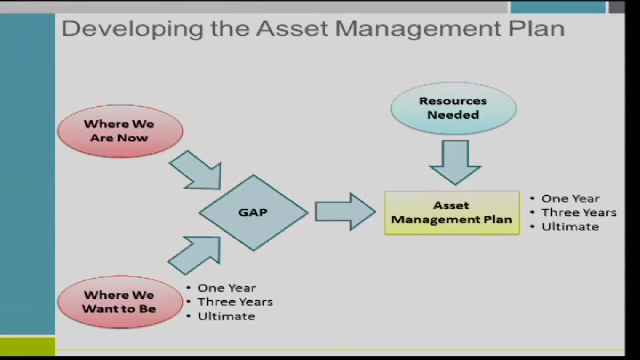 Developing the Asset Management Plan
Where We
Are Now
Resources
Needed
GAP
Asset
Management Plan
• One Year
• Three Years
• Ultimate
Where We
Want to Be
• One Year
• Three Years
• Ultimate